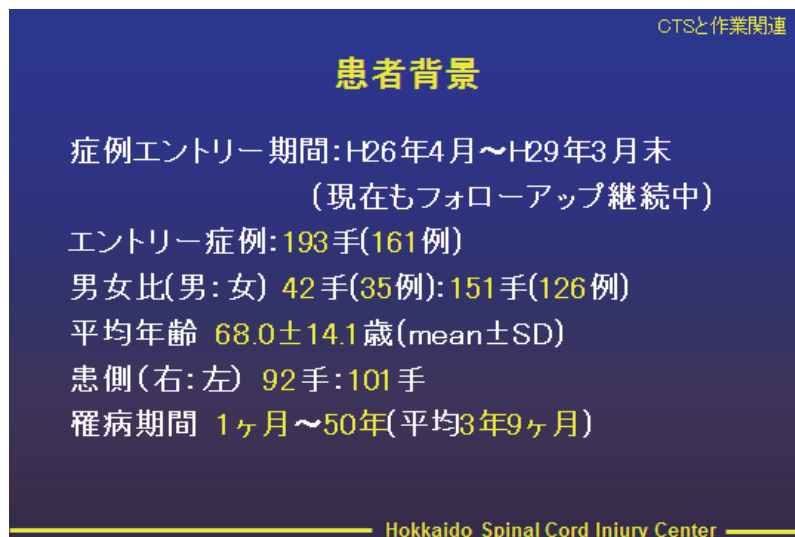 CTSと作業関連
患者背景
症例エントリー期間:H26年4月～H29年3月末
(現在もフォローアップ継続中)
エントリー症例:193手(161例)
男女比(男:女) 42手(35例):151手(126例)
平均年齢 68.0±14.1歳(mean±SD)
患側(右:左) 92手:101手
罹病期間 1ヶ月～50年(平均3年9ヶ月)
Hokkaido Spinal Cord Injury Center